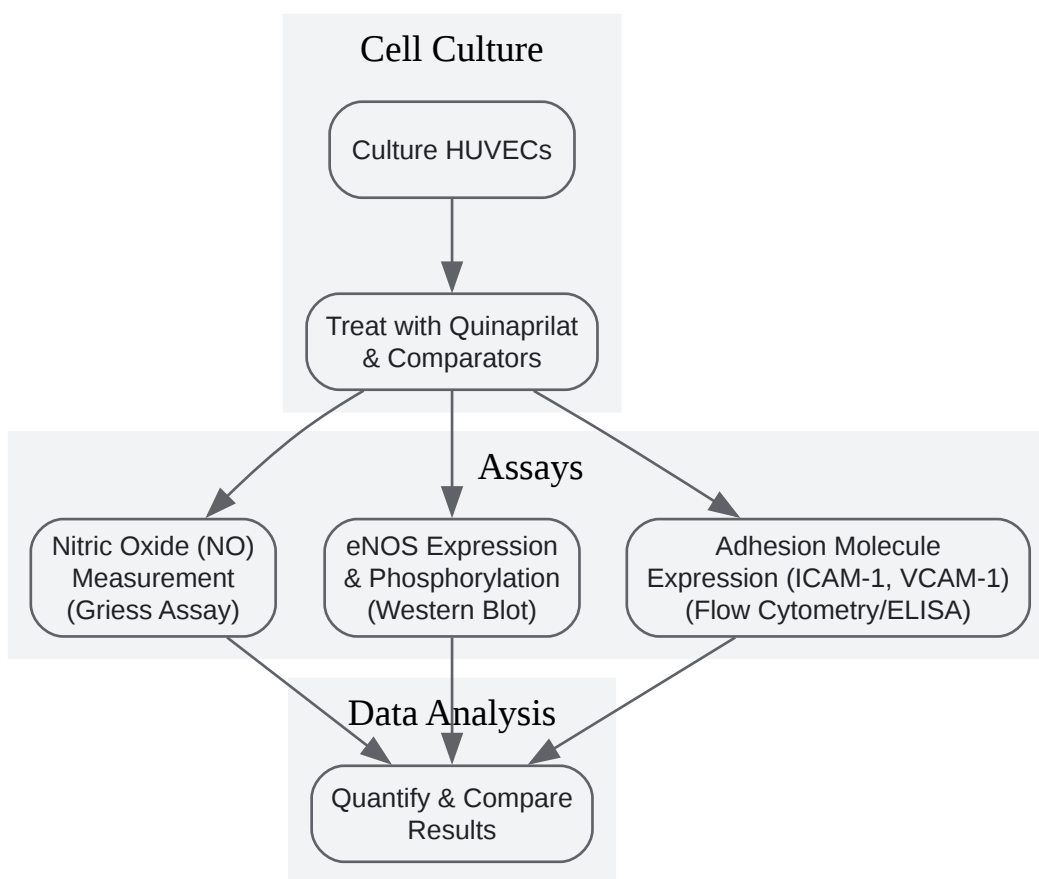 Cell Culture
Culture HUVECs
Treat with Quinaprilat
& Comparators
Assays
Nitric Oxide (NO)
Measurement
(Griess Assay)
eNOS Expression
& Phosphorylation
(Western Blot)
Adhesion Molecule
Expression (ICAM-1, VCAM-1)
(Flow Cytometry/ELISA)
Data Analysis
Quantify & Compare
Results